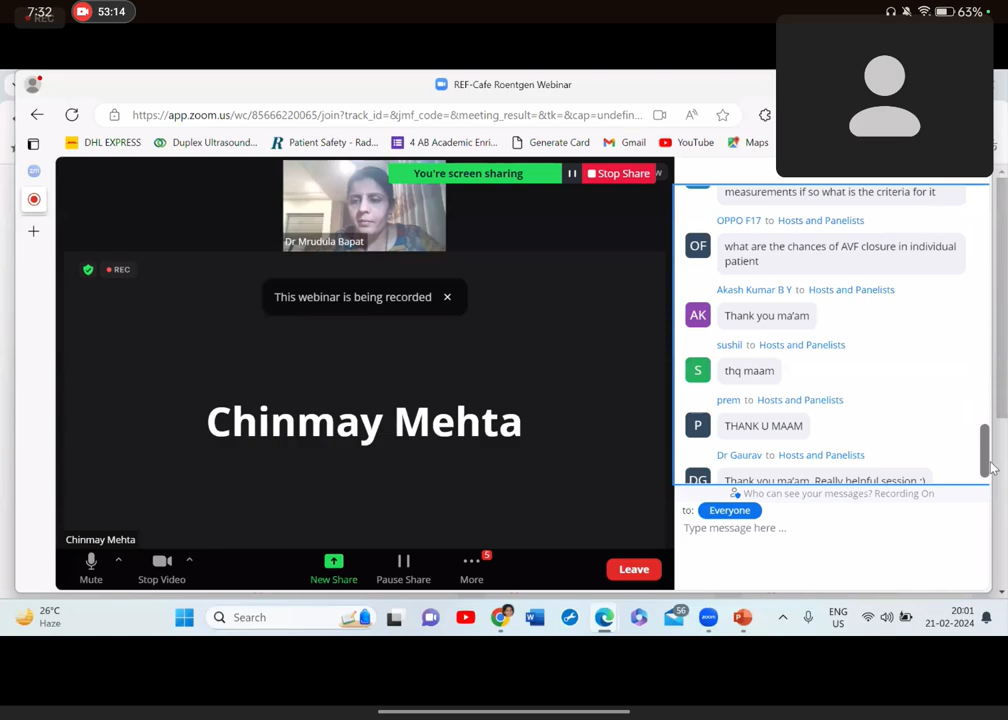 7:32
REC
53:14
63%
REF-Cafe Roentgen Webinar
https://app.zoom.us/wc/85666220065/join?track_id=&jmf_code=&meeting_result=&tk=&cap=undefin...
DHL EXPRESS
Duplex Ultrasound...
Patient Safety - Rad...
4 AB Academic Enri...
Generate Card
Gmail
YouTube
Maps
zm
You're screen sharing
Stop Share
Dr Mrudula Bapat
REC
This webinar is being recorded
Chinmay Mehta
Chinmay Mehta
Mute
Stop Video
New Share
Pause Share
5
More
Leave
measurements if so what is the criteria for it
OPPO F17 to Hosts and Panelists
OF
what are the chances of AVF closure in individual
patient
Akash Kumar B Y to Hosts and Panelists
AK
Thank you ma'am
sushil to Hosts and Panelists
S
thq maam
prem to Hosts and Panelists
P
THANK U MAAM
Dr Gaurav to Hosts and Panelists
DG
Thank you ma'am. Really helpful session :)
Who can see your messages? Recording On
to: Everyone
Type message here ...
26°C
Haze
Search
56
zoom
ENG
US
20:01
21-02-2024